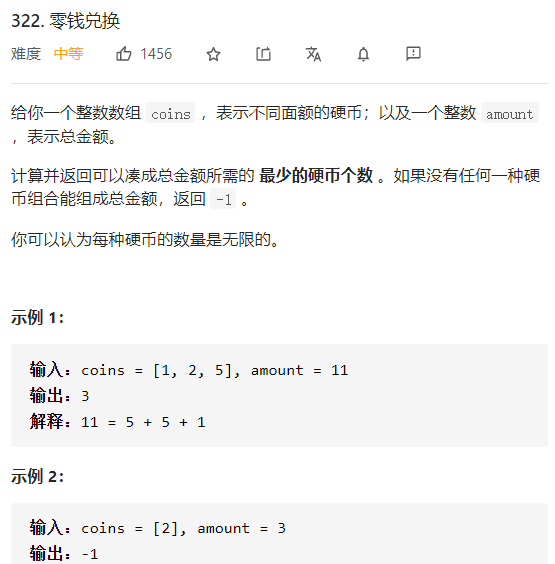 322. 零钱兑换
难度 中等 1456
给你一个整数数组 coins ，表示不同面额的硬币；以及一个整数 amount
，表示总金额。
计算并返回可以凑成总金额所需的 最少的硬币个数 。如果没有任何一种硬
币组合能组成总金额，返回 -1 。
你可以认为每种硬币的数量是无限的。
示例 1：
输入：coins = [1, 2, 5], amount = 11
输出：3
解释：11 = 5 + 5 + 1
示例 2：
输入：coins = [2], amount = 3
输出：-1